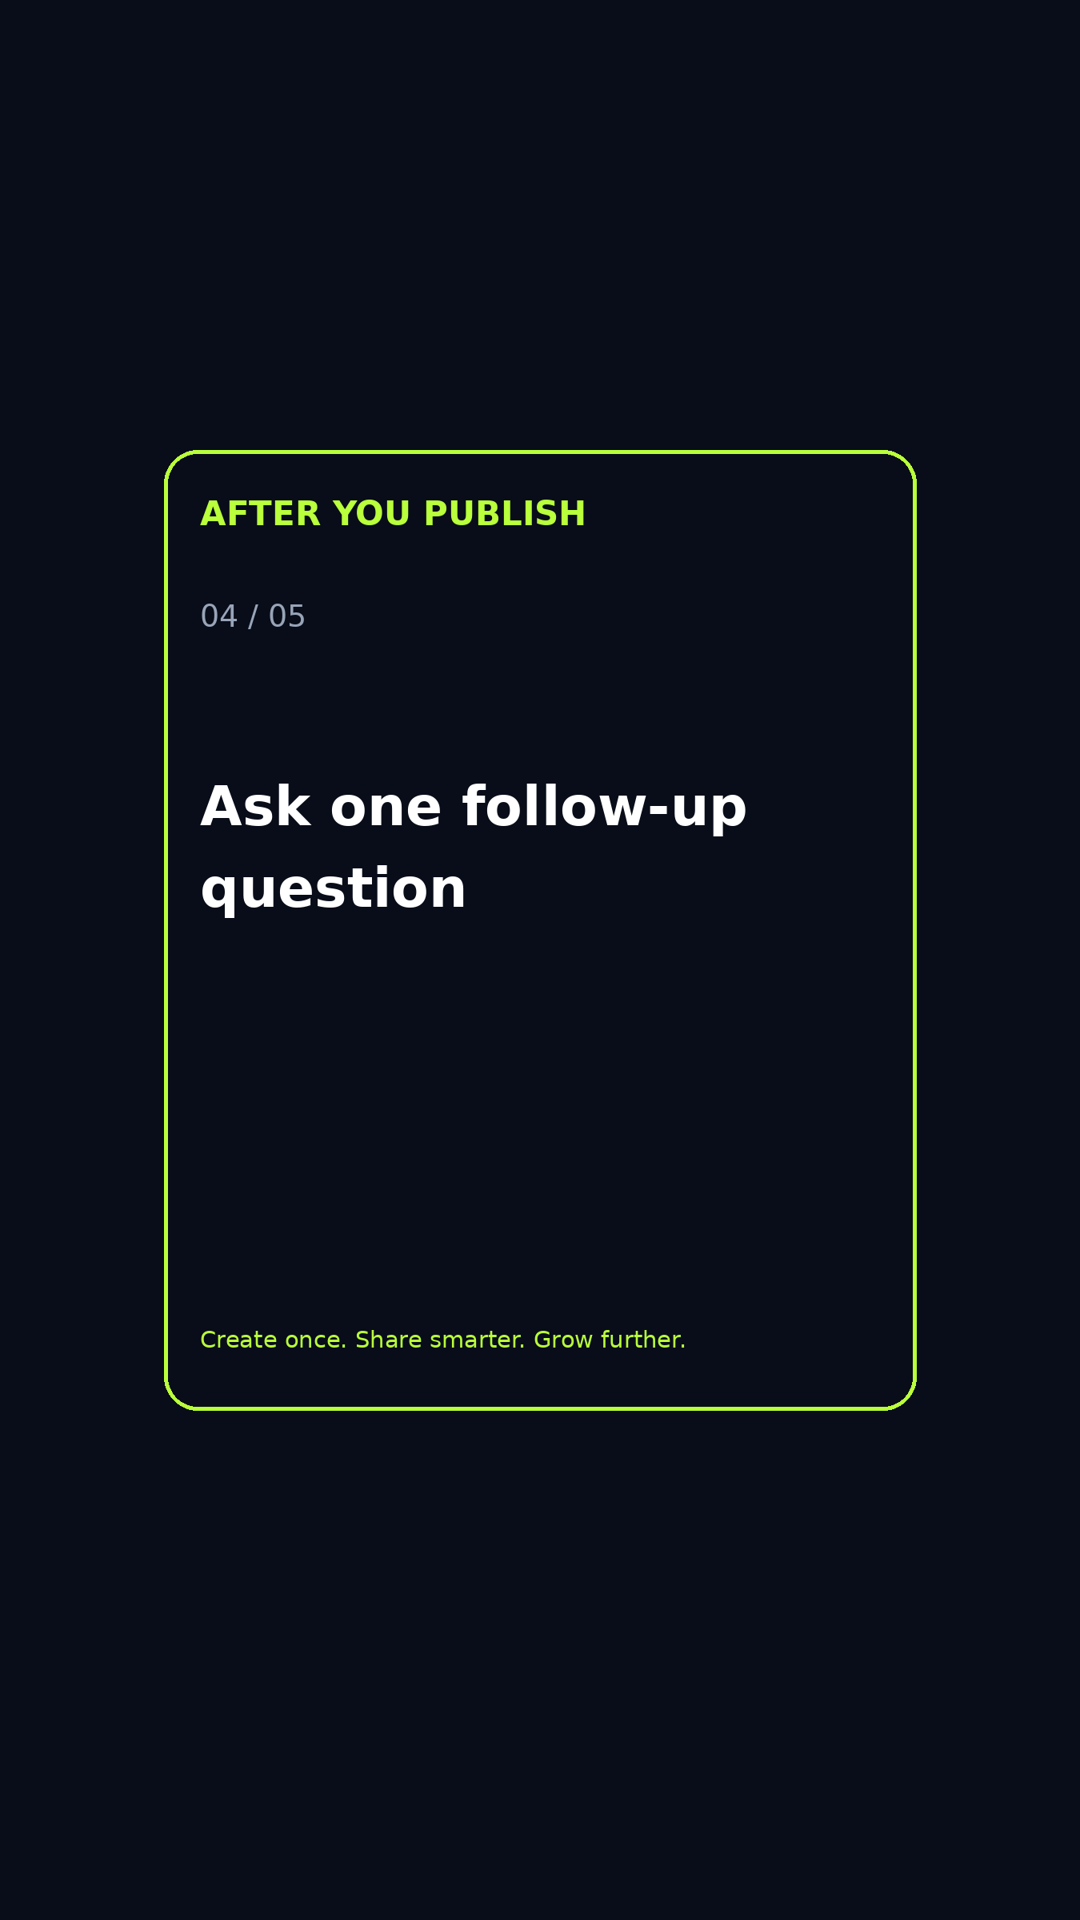 AFTER YOU PUBLISH
04 / 05
Ask one follow-up
question
Create once. Share smarter. Grow further.